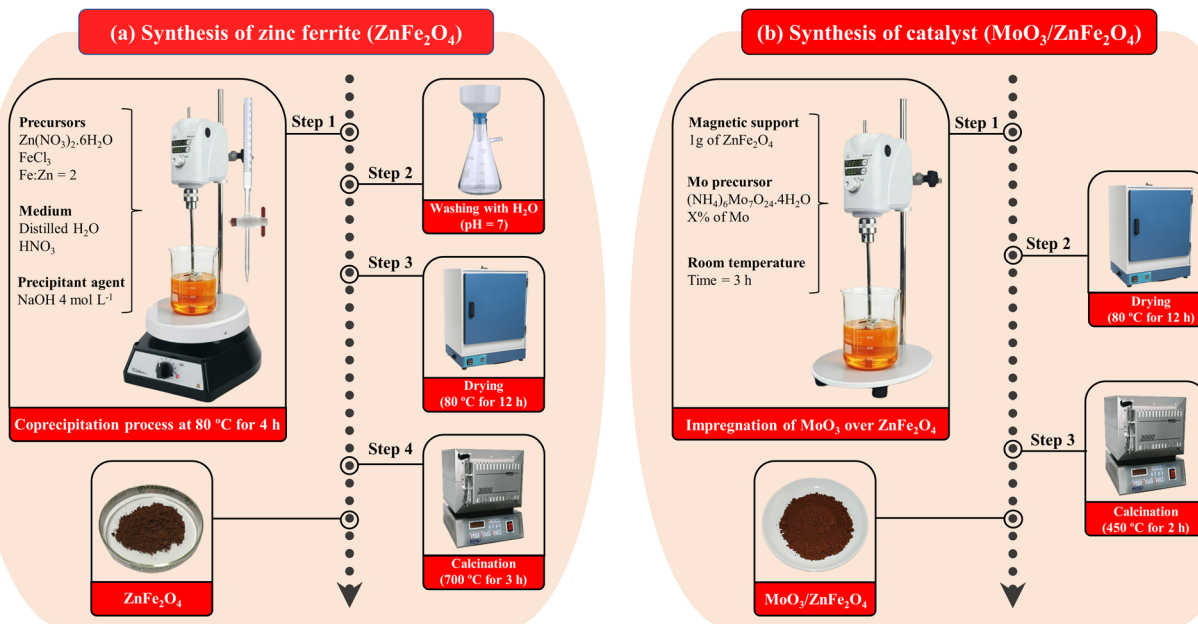 (a) Synthesis of zinc ferrite (ZnFe₂O₄)
Precursors
Zn(NO₃)₂.6H₂O
FeCl₃
Fe:Zn = 2
Medium
Distilled H₂O
HNO₃
Precipitant agent
NaOH 4 mol L⁻¹
Coprecipitation process at 80 ºC for 4 h
Step 1
Step 2
Washing with H₂O
(pH = 7)
Step 3
Drying
(80 ºC for 12 h)
Step 4
Calcination
(700 ºC for 3 h)
ZnFe₂O₄
(b) Synthesis of catalyst (MoO₃/ZnFe₂O₄)
Magnetic support
1g of ZnFe₂O₄
Mo precursor
(NH₄)₆Mo₇O₂₄.4H₂O
X% of Mo
Room temperature
Time = 3 h
Impregnation of MoO₃ over ZnFe₂O₄
Step 1
Step 2
Drying
(80 ºC for 12 h)
Step 3
Calcination
(450 ºC for 2 h)
MoO₃/ZnFe₂O₄